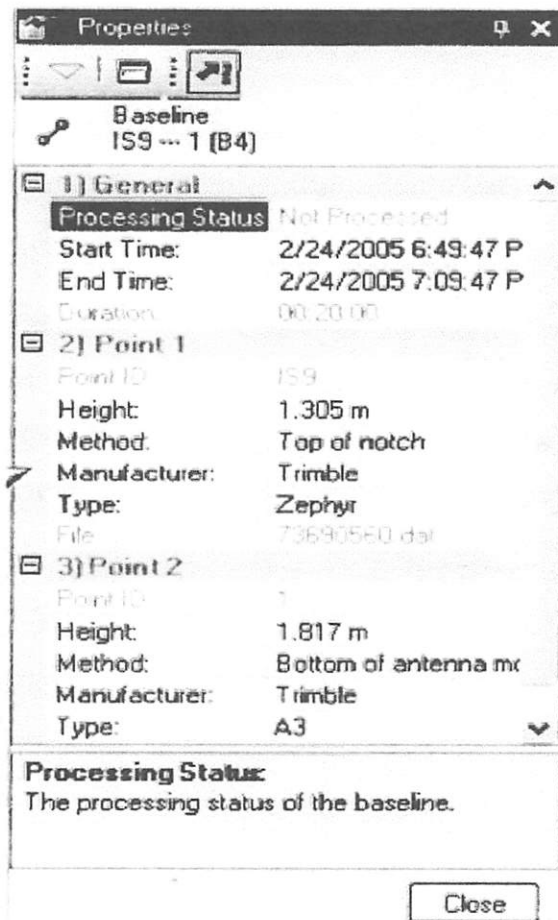 Properties
Baseline
IS9 --- 1 (B4)
1) General
Processing Status Not Processed
Start Time: 2/24/2005 6:49:47 P
End Time: 2/24/2005 7:09:47 P
Duration: 00:20:00
2) Point 1
Point ID IS9
Height: 1.305 m
Method: Top of notch
Manufacturer: Trimble
Type: Zephyr
File 73690560.dat
3) Point 2
Point ID 1
Height: 1.817 m
Method: Bottom of antenna mo
Manufacturer: Trimble
Type: A3
Processing Status:
The processing status of the baseline.
Close